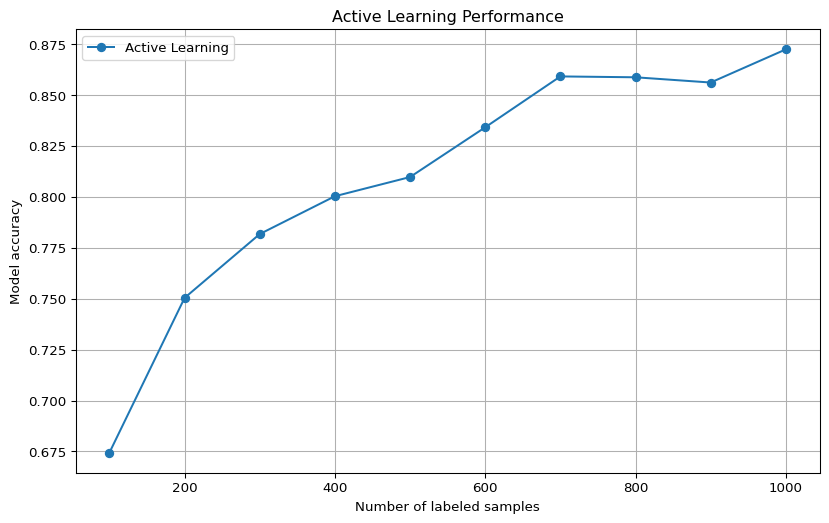 Active Learning Performance
Active Learning
0.875
0.850
0.825
0.800
0.775
0.750
0.725
0.700
0.675
Model accuracy
200 400 600 800 1000
Number of labeled samples